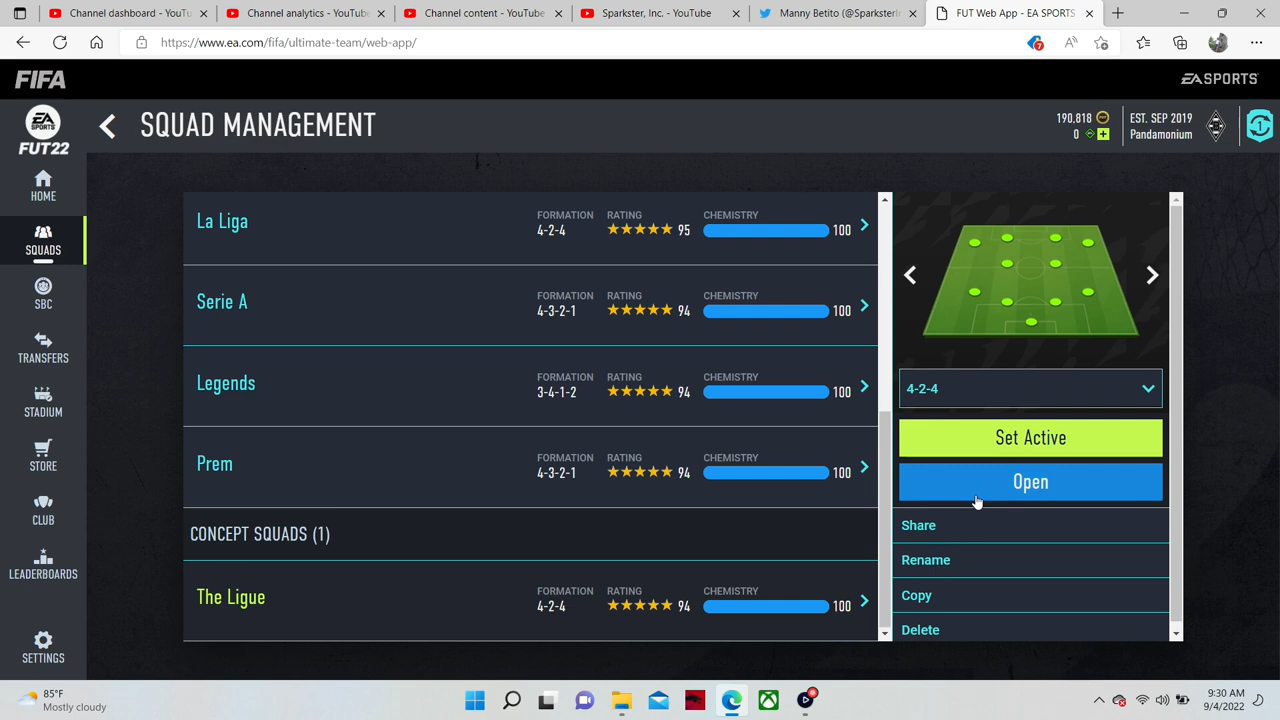 Channel dashboard - YouTu
Channel analytics - YouTube
Channel content - YouTube
Sparkster, Inc. - YouTube
Manny Betito (@SparksterIn
FUT Web App - EA SPORTS
https://www.ea.com/fifa/ultimate-team/web-app/
7
FIFA
EA SPORTS
EA SPORTS
FUT22
SQUAD MANAGEMENT
190,818
0
EST. SEP 2019
Pandamonium
1
HOME
SQUADS
SBC
TRANSFERS
STADIUM
STORE
CLUB
LEADERBOARDS
SETTINGS
La Liga FORMATION 4-2-4 RATING 95 CHEMISTRY 100
Serie A FORMATION 4-3-2-1 RATING 94 CHEMISTRY 100
Legends FORMATION 3-4-1-2 RATING 94 CHEMISTRY 100
Prem FORMATION 4-3-2-1 RATING 94 CHEMISTRY 100
CONCEPT SQUADS (1)
The Ligue FORMATION 4-2-4 RATING 94 CHEMISTRY 100
4-2-4
Set Active
Open
Share
Rename
Copy
Delete
85°F
Mostly cloudy
9:30 AM
9/4/2022